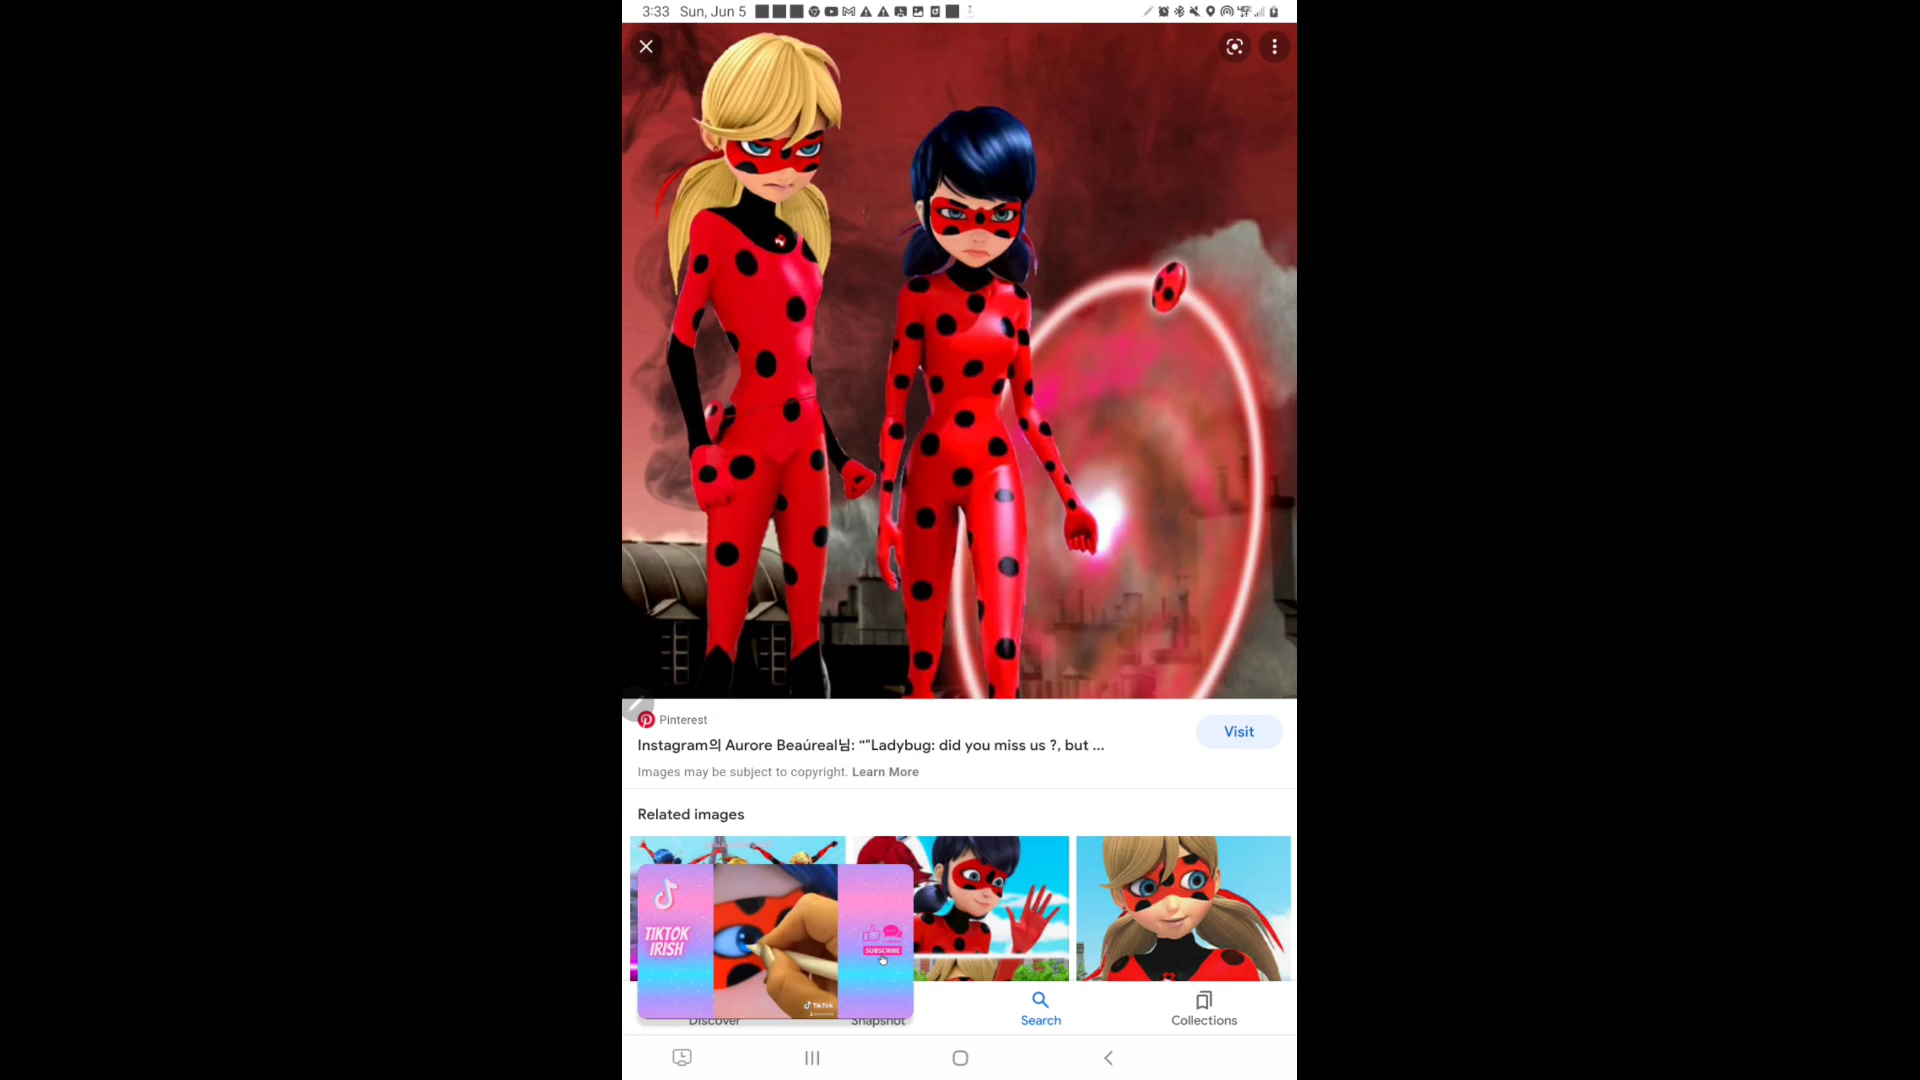 3:33 Sun, Jun 5
Pinterest
Visit
Instagram의 Aurore Beaúreal님: “"Ladybug: did you miss us ?, but ...
Images may be subject to copyright. Learn More
Related images
TIKTOK
IRISH
SUBSCRIBE
TikTok
Discover
Snapshot
Search
Collections